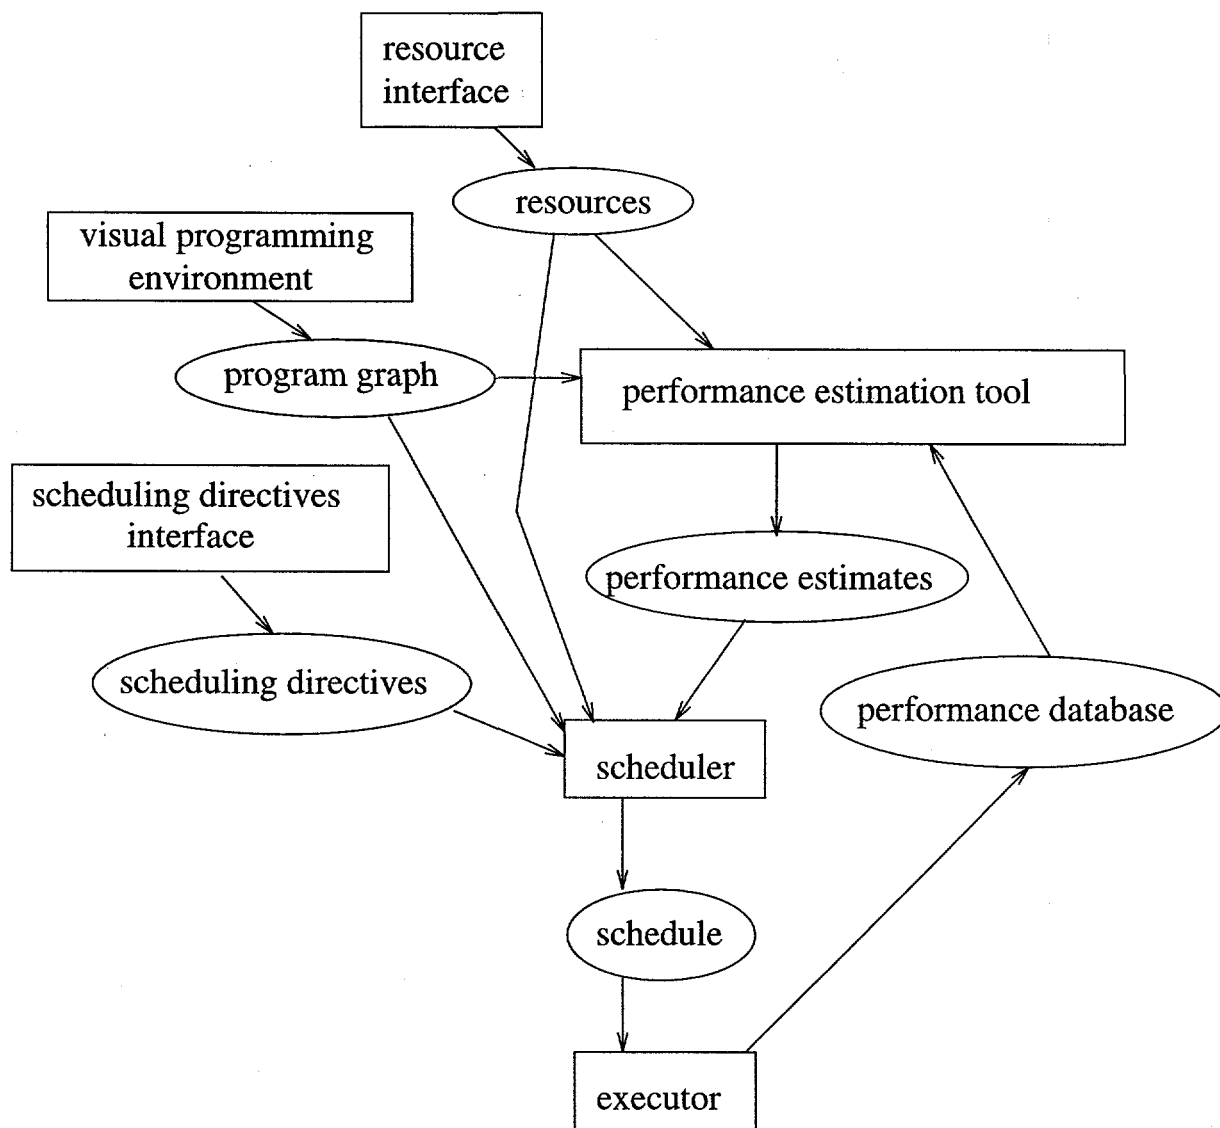 resource
interface
resources
visual programming
environment
program graph
performance estimation tool
scheduling directives
interface
performance estimates
scheduling directives
performance database
scheduler
schedule
executor